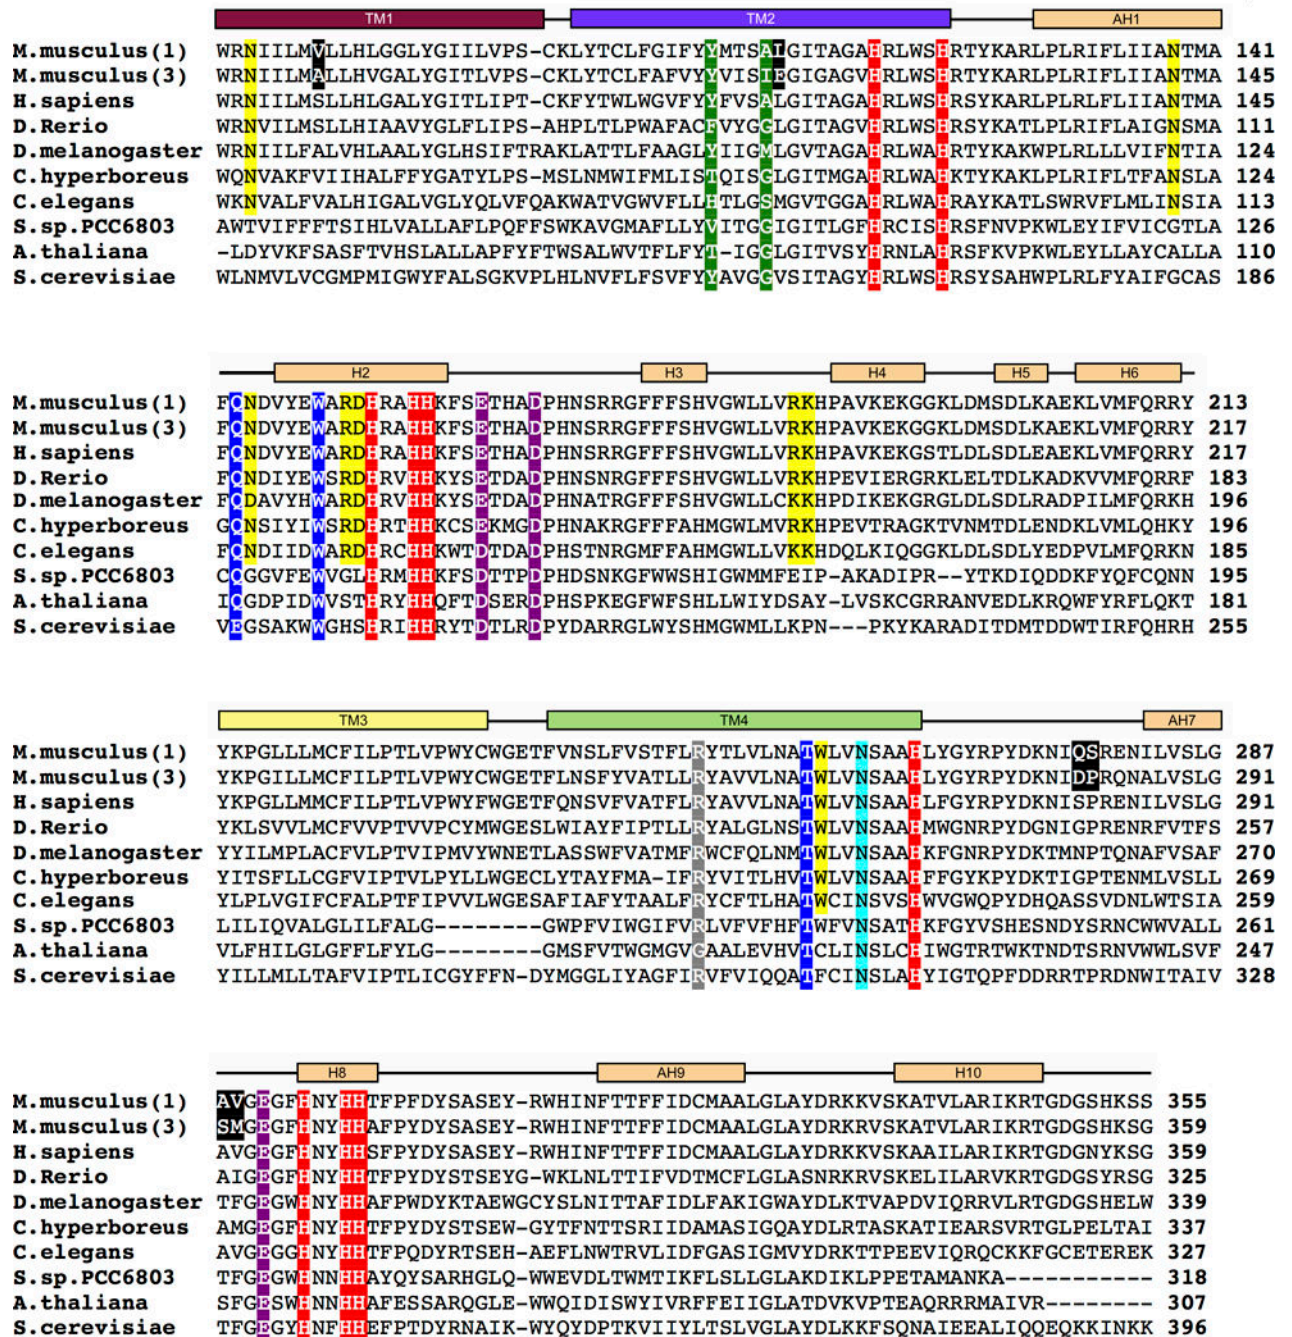 TM1 TM2 AH1
M.musculus(1) WRNIILMVLLHLGGLYGIILVPS-CKLYTCLFGIFYYMTSALGITAGAHRLWSHRTYKARLPLRIFLIIANTMA 141
M.musculus(3) WRNIILMALLHVGALYGIILVPS-CKLYTCLFAFVYYVISIEGIGAGVHRLWSHRTYKARLPLRIFLIIANTMA 145
H.sapiens WRNIILMSLLHLGALYGITLIPT-CKFYTWLWGVFYYFVSALGITAGAHRLWSHRSYKARLPLRLFLIIANTMA 145
D.Rerio WRNVILMSLLHIAAVYGLFLIPS-AHPLTLPWAFACFVYGGLGITAGVHRLWSHRSYKATLPLRIFLAIGNSMA 111
D.melanogaster WRNIILFALVHLAALYGLHSIFTRAKLATTLFAAGLYIIGMLGVTAGAHRLWAHRTYKAKWPLRLLLVIFNTIA 124
C.hyperboreus WQNVAKFVIIHALFFYGATYLPS-MSLNMWIFMLISTQISGLGITMGAHRLWAHKTYKAKLPLRIFLTFANSLA 124
C.elegans WKNVALFVALHIGALVGLYQLVFQAKWATVGWVFLLHTLGSMGVTGGAHRLWAHRAYKATLSWRVFLMLINSIA 113
S.sp.PCC6803 AWTVIFFFTSIHLVALLAFLPQFFSWKAVGMAFLLYVITGGIGITLGFHRCISHRSFNVPKWLEYIFVICGTLA 126
A.thaliana -LDYVKFSASFTVHSLALLAPFYFTWSALWVTFLFYT-IGGLGITVSYHRNLAHRSFKVPKWLEYLLAYCALLA 110
S.cerevisiae WLNMVLVCGMPMIGWYFALSGKVPLHLNVFLFSVFYYAVGGVSITAGYHRLWSHRSYSAHWPLRLFYAIFGCAS 186
H2 H3 H4 H5 H6
M.musculus(1) FQNDVYEWARDHRAHHKFSETHADPHNSRRGFFFSHVGWLLVRKHPAVKEKGGKLDMSDLKAEKLVMFQRRY 213
M.musculus(3) FQNDVYEWARDHRAHHKFSETHADPHNSRRGFFFSHVGWLLVRKHPAVKEKGGKLDMSDLKAEKLVMFQRRY 217
H.sapiens FQNDVYEWARDHRAHHKFSETHADPHNSRRGFFFSHVGWLLVRKHPAVKEKGSTLDLSDLEAEKLVMFQRRY 217
D.Rerio FQNDIYEWSRDHRVHHKFSETDADPHNAVRGFFFSHVGWLLVRKHPEVIERGRKLELTDLKADKVVMFQRRF 183
D.melanogaster FQDAVYHWARDHRVHHKYSETDADPHNATRGFFFSHVGWLLCKKHPDIKEKGRGLDLSDLRADPILMFQRKH 196
C.hyperboreus GQNSIYIWSRDHRTHHKCSEKMGDPHNAKRGFFFAHMGWLMVRKHPEVTRAGKTVNMTDLENDKLVMLQHKY 196
C.elegans FQNDIIDWARDHRCHHKWTDTDADPHSTNRGMFFAHMGWLLVKKHDQLKIQGGKLDLSDLYEDPVLMFQRKN 185
S.sp.PCC6803 CQGGVFEWVGLHRMHHKFSDTTPDPHDSNKGFWWSHIGWMMFEIP-AKADIPR--YTKDIQDDKFYQFCQNN 195
A.thaliana IQGDPIDWVSTHRYHHQFTDSERDPHSPKEGFWFSHLLWIYDSAY-LVSKCGRRANVEDLKRQWFYRFLQKT 181
S.cerevisiae VEGSAKWWGHSHRIHHRYTDTLRDPYDARRGLWYSHMGWMLLKPN---PKYKARADITDMTDDWTIRFQHRH 255
TM3 TM4 AH7
M.musculus(1) YKPGLLLMCFILPTLVPWYCWGETFVNSLFVSTFLRYTLVLNATWLVNSAAHLYGYRPYDKNIQSRENILVSLG 287
M.musculus(3) YKPGILLMCFILPTLVPWYCWGETFLNSFYVATLLRYAVVLNATWLVNSAAHLYGYRPYDKNIDPRQNALVSLG 291
H.sapiens YKPGLLMMCFILPTLVPWYFWGETFQNSVFVATFLRYAVVLNATWLVNSAAHLFGYRPYDKNISPRENILVSLG 291
D.Rerio YKLSVVLMCFVVPTVVPCYMWGESLWIAYFIPTLLRYALGLNSTWLVNSAAHMWGNRPYDGNIGPRENRFVTFS 257
D.melanogaster YYILMPLACFVLPTVIPMVYWNETLASSWFVATMFRWCFQLNMTWLVNSAAHKFGNRPYDKTMNPTQNAFVSAF 270
C.hyperboreus YITSFLLCGFVIPTVLPYLLWGECLYTAYFMA-IFRYVITLHVTWLVNSAAHFFGYKPYDKTIGPTENMLVSLL 269
C.elegans YLPLVGIFCFALPTFIPVVLWGESAFIAFYTAALFRYCFTLHATWCINSVSHWVGWQPYDHQASSVDNLWTSIA 259
S.sp.PCC6803 LILIQVALGLILFALG---------GWPFVIWGIFVRLVFVFHFTWFVNSATHKFGYVSHESNDYSRNCWWVALL 261
A.thaliana VLFHILGLGFFLFYLG---------GMSFVTWGMGVGAALEVHVTCLINSLCHIWGTRTWKTNDTSRNVWWLSVF 247
S.cerevisiae YILLMLLTAFVIPTLICGYFFN-DYMGGLIYAGFIRVFVIQQATFCINSLAHYIGTQPFDDRRTPRDNWITAIV 328
H8 AH9 H10
M.musculus(1) AVGEGFHNYHHTFPFDYSASEY-RWHINFTTFFIDCMAALGLAYDRKKVSKATVLARIKRTGDGSHKSS 355
M.musculus(3) SMGEGFHNYHHAFPYDYSASEY-RWHINFTTFFIDCMAALGLAYDRKRVSKATVLARIKRTGDGSHKSG 359
H.sapiens AVGEGFHNYHHSFPYDYSASEY-RWHINFTTFFIDCMAALGLAYDRKKVSKAAILARIKRTGDGNYKSG 359
D.Rerio AIGEGFHNYHHTFPYDYSTSEYG-WKLNLTTIFVDTMCFLGLASNRKRVSKELILARVKRTGDGSYRSG 325
D.melanogaster TFGEGWHNYHHAFPWDYKTAEWGCYSLNITTAFIDLFAKIGWAYDLKTVAPDVIQRRVLRTGDGSHELW 339
C.hyperboreus AMGEGFHNYHHTFPYDYSTSEW-GYTFNTTSRIIDAMASIGQAYDLRTASKATIEARSVRTGLPELTAI 337
C.elegans AVGEGGHNYHHTFPQDYRTSEH-AEFLNWTRVLIDFGASIGMVYDRKTTPEEVIQRQCKKFGCETEREK 327
S.sp.PCC6803 TFGEGWHNNHHAYQYSARHGLQ-WWEVDLTWMTIKFLSLLGLAKDIKLPPETAMANKA----------- 318
A.thaliana SFGESWHNNHHAFESSARQGLE-WWQIDISWYIVRFFEIIGLATDVKVPTEAQRRRMAIVR-------- 307
S.cerevisiae TFGEGYHNFHHEFPTDYRNAIK-WYQYDPTKVIIYLTSLVGLAYDLKKFSQNAIEEALIQQEQKKINKK 396